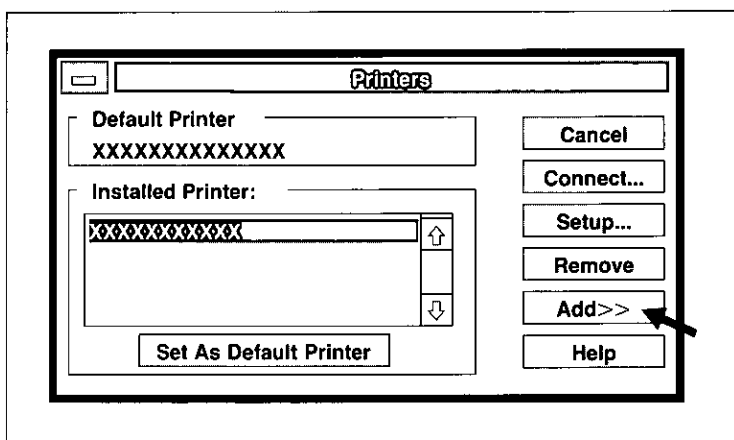 Printers
Default Printer
XXXXXXXXXXXXXX
Installed Printer:
XXXXXXXXXXX
Set As Default Printer
Cancel
Connect...
Setup...
Remove
Add>>
Help